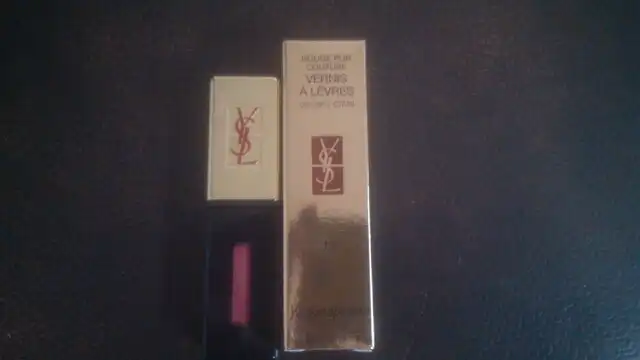 YSL
ROUGE PUR
COUTURE
VERNIS
À LÈVRES
YSL